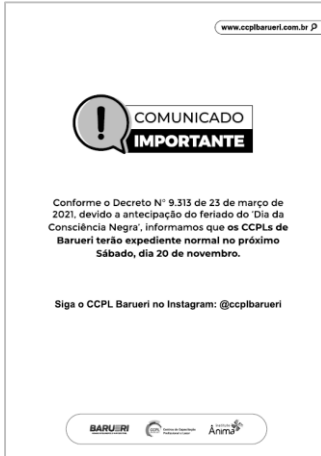 www.ccplbarueri.com.br
COMUNICADO
IMPORTANTE
Conforme o Decreto N° 9.313 de 23 de março de
2021, devido a antecipação do feriado do 'Dia da
Consciência Negra', informamos que os CCPLs de
Barueri terão expediente normal no próximo
Sábado, dia 20 de novembro.
Siga o CCPL Barueri no Instagram: @ccplbarueri
BARUERI
Ânima